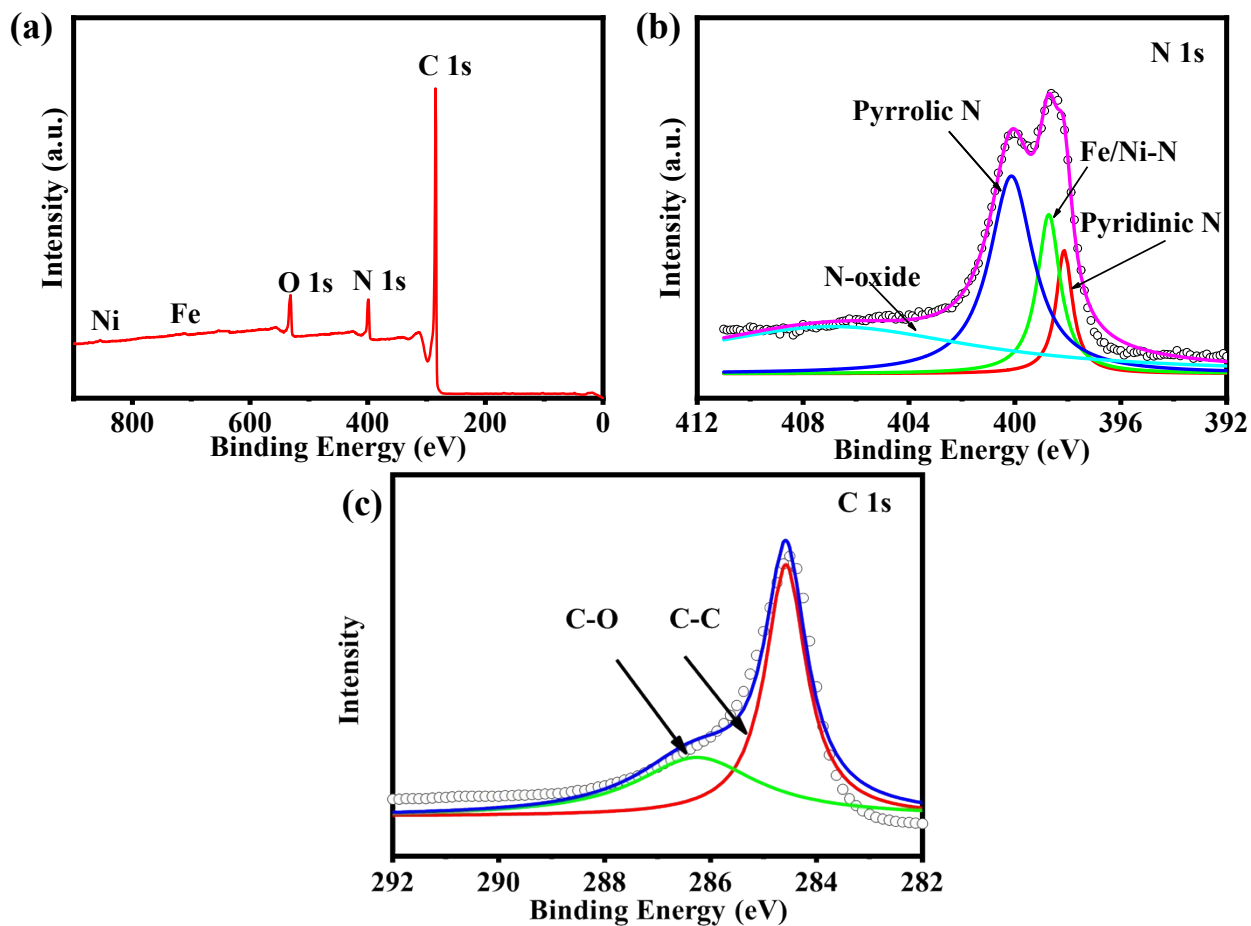 (a)
C 1s
O 1s
N 1s
Fe
Ni
Intensity (a.u.)
800
600
400
200
0
Binding Energy (eV)
(b)
N 1s
Pyrrolic N
Fe/Ni-N
Pyridinic N
N-oxide
Intensity (a.u.)
412
408
404
400
396
392
Binding Energy (eV)
(c)
C 1s
C-O
C-C
Intensity
292
290
288
286
284
282
Binding Energy (eV)